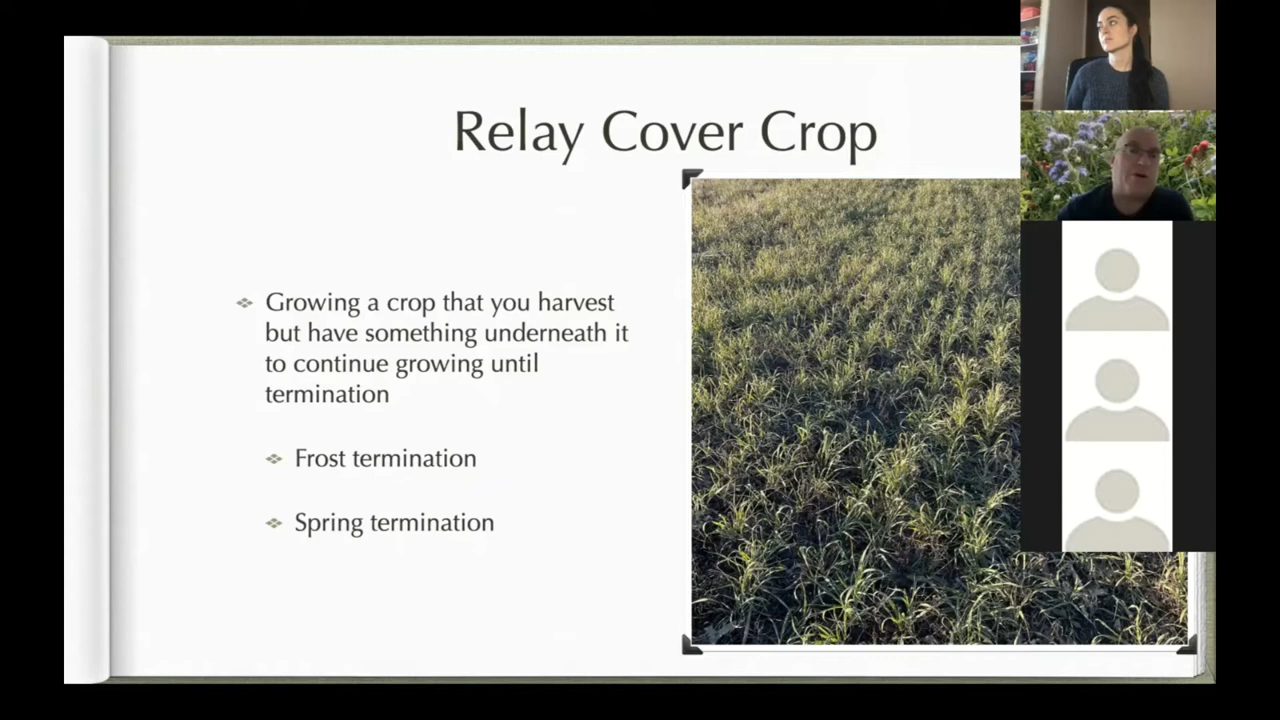 Relay Cover Crop
Growing a crop that you harvest
but have something underneath it
to continue growing until
termination
Frost termination
Spring termination